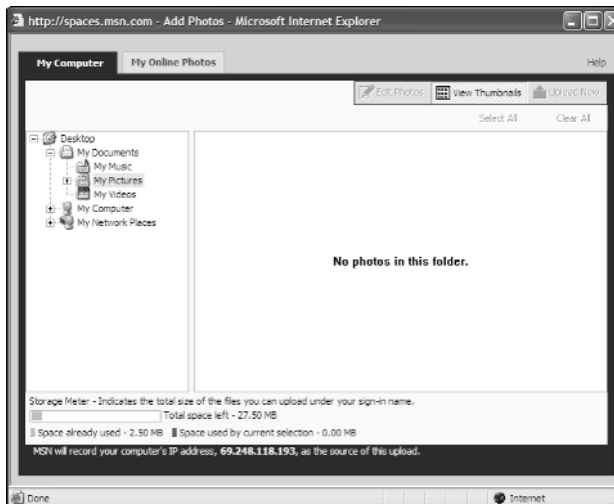 http://spaces.msn.com - Add Photos - Microsoft Internet Explorer
My Computer My Online Photos Help
Edit Photos View Thumbnails Upload Now
Select All Clear All
Desktop
My Documents
My Music
My Pictures
My Videos
My Computer
My Network Places
No photos in this folder.
Storage Meter - Indicates the total size of the files you can upload under your sign-in name.
Total space left - 27.50 MB
Space already used - 2.50 MB Space used by current selection - 0.00 MB
MSN will record your computer's IP address, 69.248.118.193, as the source of this upload.
Done Internet